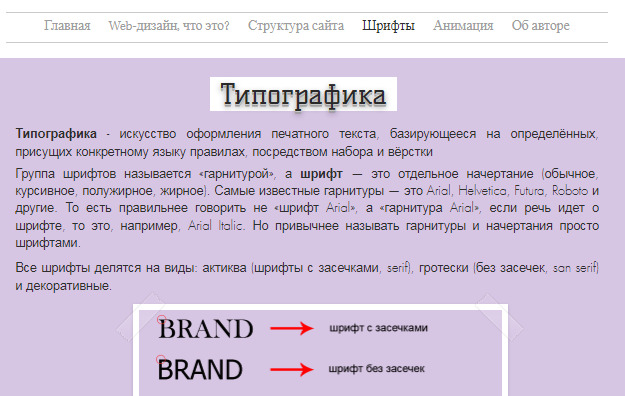 Главная Web-дизайн, что это? Структура сайта Шрифты Анимация Об авторе
Типографика
Типографика - искусство оформления печатного текста, базирующееся на определённых,
присущих конкретному языку правилах, посредством набора и вёрстки
Группа шрифтов называется «гарнитурой», а шрифт — это отдельное начертание (обычное,
курсивное, полужирное, жирное). Самые известные гарнитуры — это Arial, Helvetica, Futura, Roboto и
другие. То есть правильнее говорить не «шрифт Arial», а «гарнитура Arial», если речь идет о
шрифте, то это, например, Arial Italic. Но привычнее называть гарнитуры и начертания просто
шрифтами.
Все шрифты делятся на виды: актиква (шрифты с засечками, serif), гротески (без засечек, san serif)
и декоративные.
BRAND шрифт с засечками
BRAND шрифт без засечек